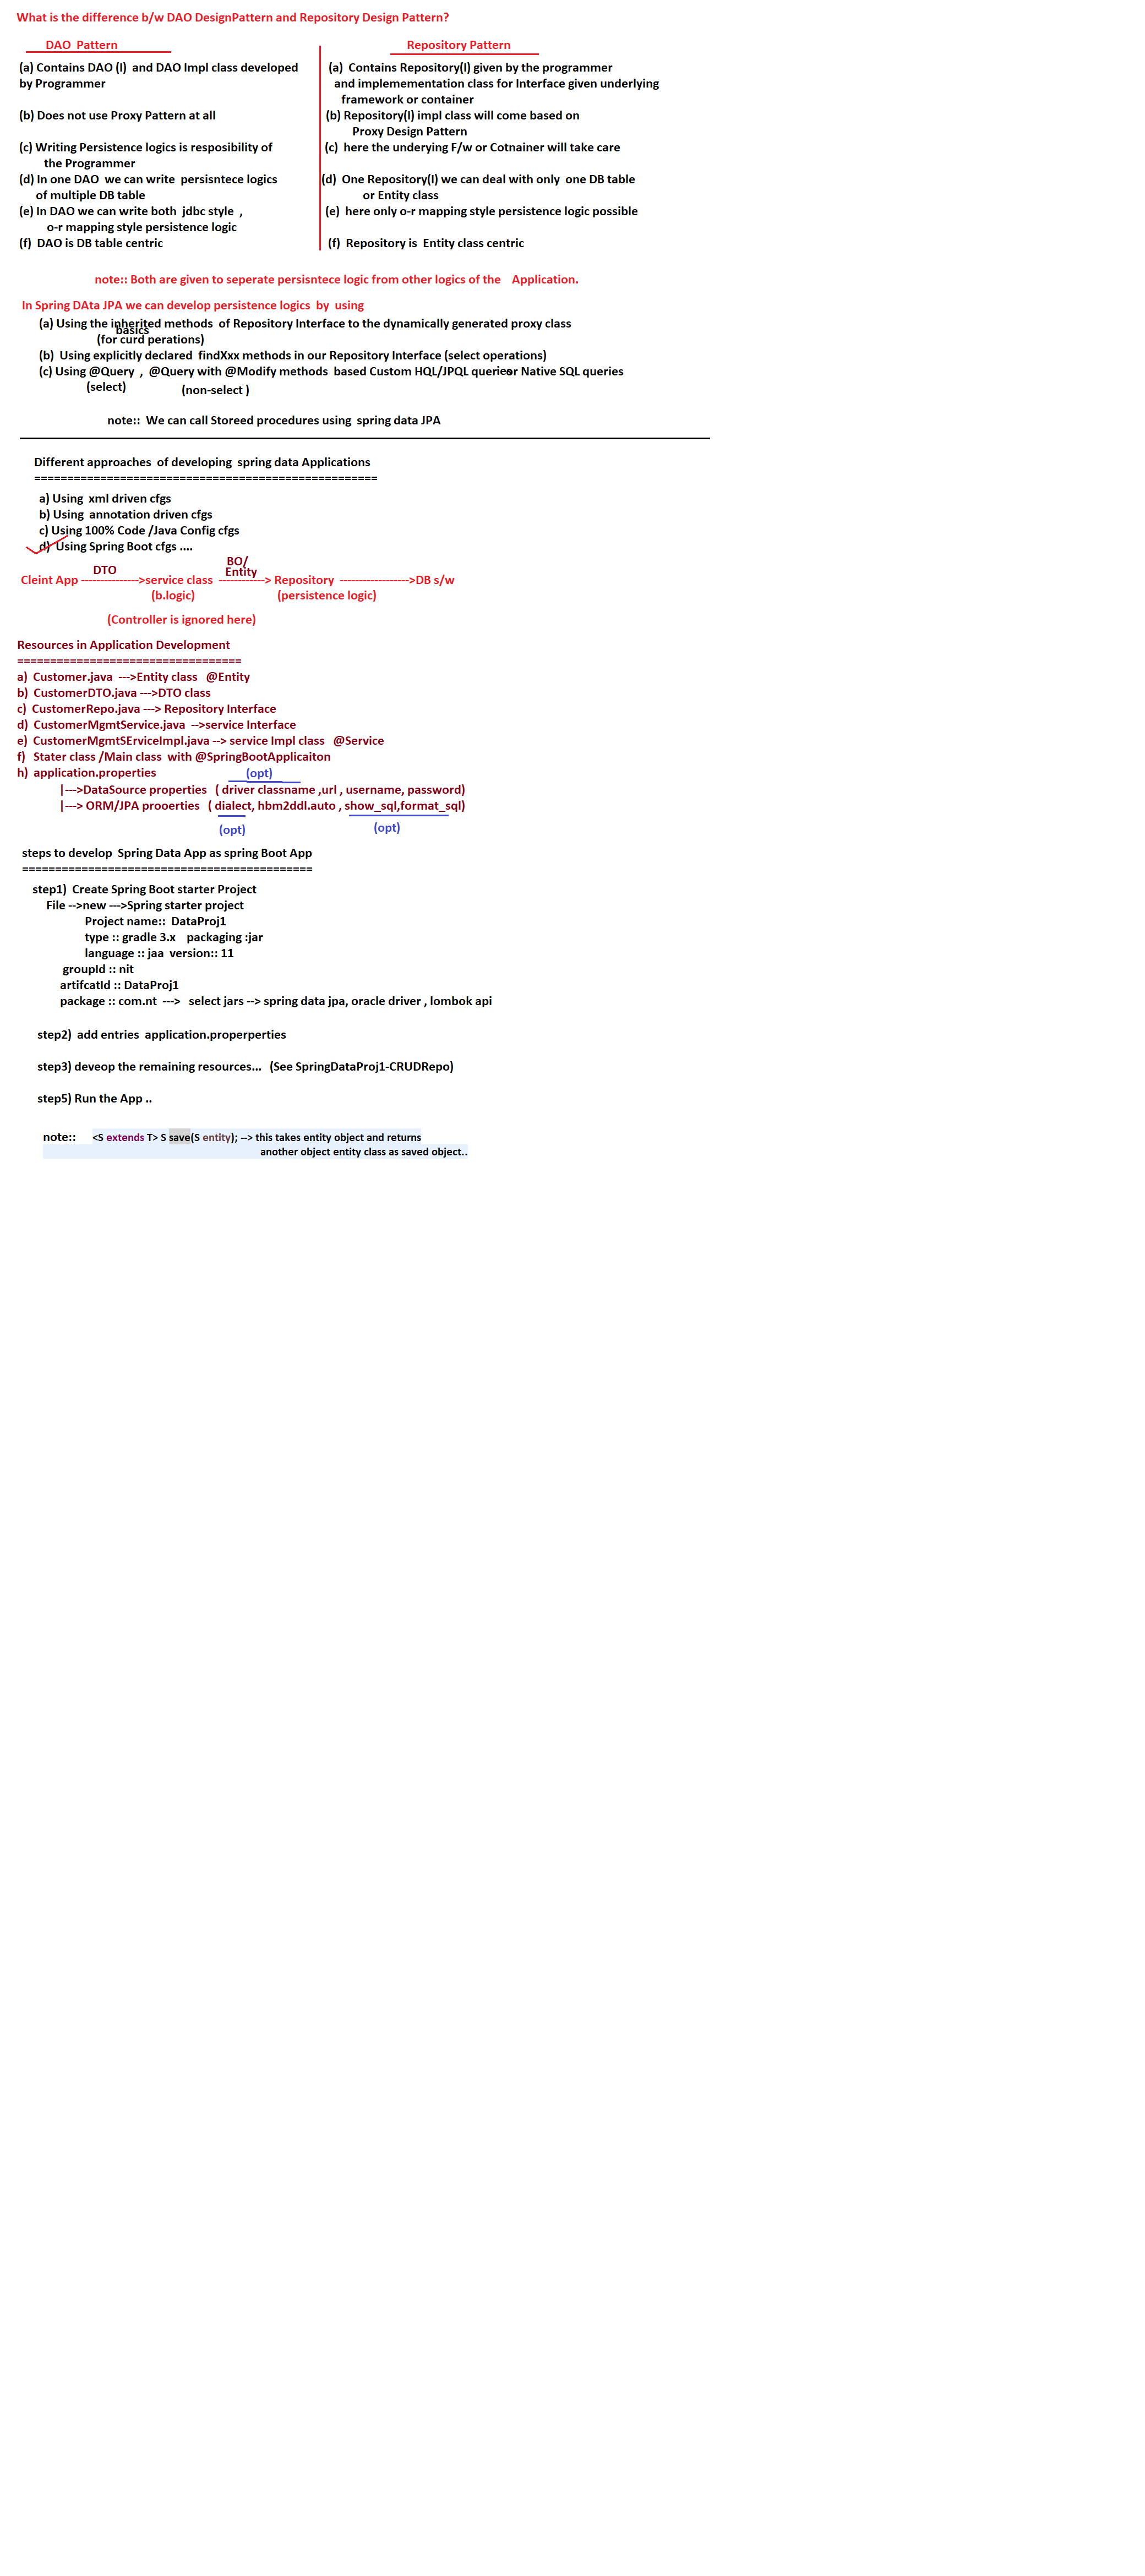 What is the difference b/w DAO DesignPattern and Repository Design Pattern?
DAO  Pattern
(a) Contains DAO (I)  and DAO Impl class developed
by Programmer
(b) Does not use Proxy Pattern at all
(c) Writing Persistence logics is resposibility of
the Programmer
(d) In one DAO  we can write  persisntece logics
of multiple DB table
(e) In DAO we can write both  jdbc style  ,
o-r mapping style persistence logic
(f)  DAO is DB table centric
Repository Pattern
(a)  Contains Repository(I) given by the programmer
and implemementation class for Interface given underlying
framework or container
(b) Repository(I) impl class will come based on
Proxy Design Pattern
(c)  here the underying F/w or Cotnainer will take care
(d)  One Repository(I) we can deal with only  one DB table
or Entity class
(e)  here only o-r mapping style persistence logic possible
(f)  Repository is  Entity class centric
note:: Both are given to seperate persisntece logic from other logics of the    Application.
In Spring DAta JPA we can develop persistence logics  by  using
(a) Using the inherited methods  of Repository Interface to the dynamically generated proxy class
basics
(for curd perations)
(b)  Using explicitly declared  findXxx methods in our Repository Interface (select operations)
(c) Using @Query  ,  @Query with @Modify methods  based Custom HQL/JPQL queries or Native SQL queries
(select)
(non-select )
note::  We can call Storeed procedures using  spring data JPA
Different approaches  of developing  spring data Applications
====================================================
a) Using  xml driven cfgs
b) Using  annotation driven cfgs
c) Using 100% Code /Java Config cfgs
d)  Using Spring Boot cfgs ....
DTO
BO/
Entity
Cleint App --------------->service class  ------------> Repository  ------------------>DB s/w
(b.logic)
(persistence logic)
(Controller is ignored here)
Resources in Application Development
==================================
a)  Customer.java  --->Entity class   @Entity
b)  CustomerDTO.java --->DTO class
c)  CustomerRepo.java ---> Repository Interface
d)  CustomerMgmtService.java  -->service Interface
e)  CustomerMgmtSErviceImpl.java --> service Impl class   @Service
f)   Stater class /Main class  with @SpringBootApplicaiton
h)  application.properties
(opt)
|--->DataSource properties   ( driver classname ,url , username, password)
|---> ORM/JPA prooerties   ( dialect, hbm2ddl.auto , show_sql,format_sql)
(opt)
(opt)
steps to develop  Spring Data App as spring Boot App
============================================
step1)  Create Spring Boot starter Project
File -->new --->Spring starter project
Project name::  DataProj1
type :: gradle 3.x    packaging :jar
language :: jaa  version:: 11
groupId :: nit
artifcatId :: DataProj1
package :: com.nt  --->   select jars --> spring data jpa, oracle driver , lombok api
step2)  add entries  application.properperties
step3) deveop the remaining resources...   (See SpringDataProj1-CRUDRepo)
step5) Run the App ..
note::      <S extends T> S save(S entity); --> this takes entity object and returns
another object entity class as saved object..